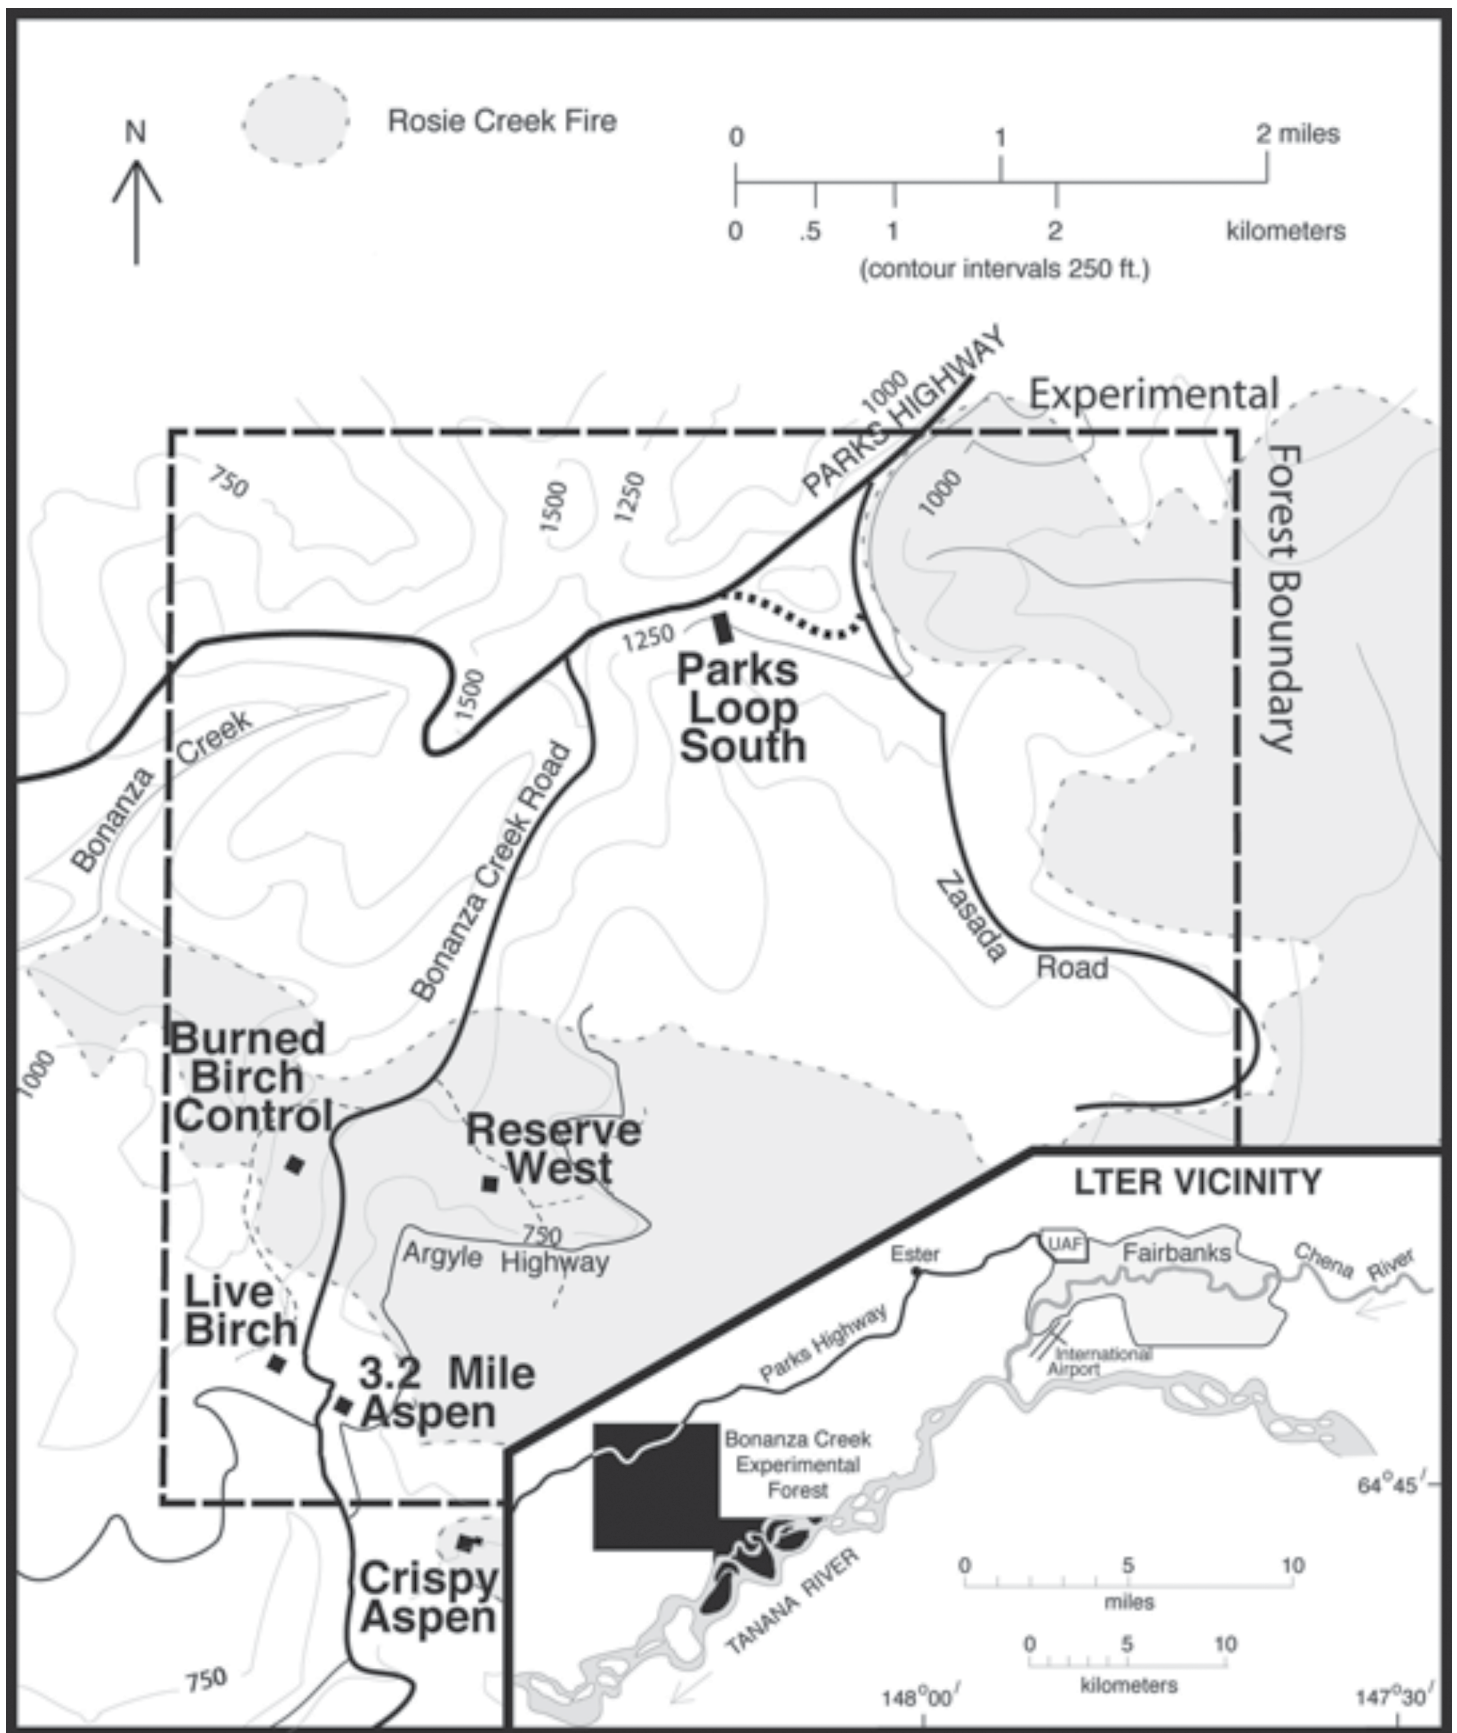 N
Rosie Creek Fire
0 1 2 miles
0 .5 1 2 kilometers
(contour intervals 250 ft.)
PARKS HIGHWAY
1000
Experimental
Forest Boundary
750
1500
1250
1000
1250
1500
Parks
Loop
South
Bonanza Creek
Bonanza Creek Road
Zasada
Road
1000
Burned
Birch
Control
Reserve
West
750
Argyle Highway
Live
Birch
3.2 Mile
Aspen
Crispy
Aspen
750
LTER VICINITY
Ester
UAF
Fairbanks
Chena River
Parks Highway
International
Airport
Bonanza Creek
Experimental
Forest
TANANA RIVER
64°45'
0 5 10
miles
0 5 10
kilometers
148°00'
147°30'